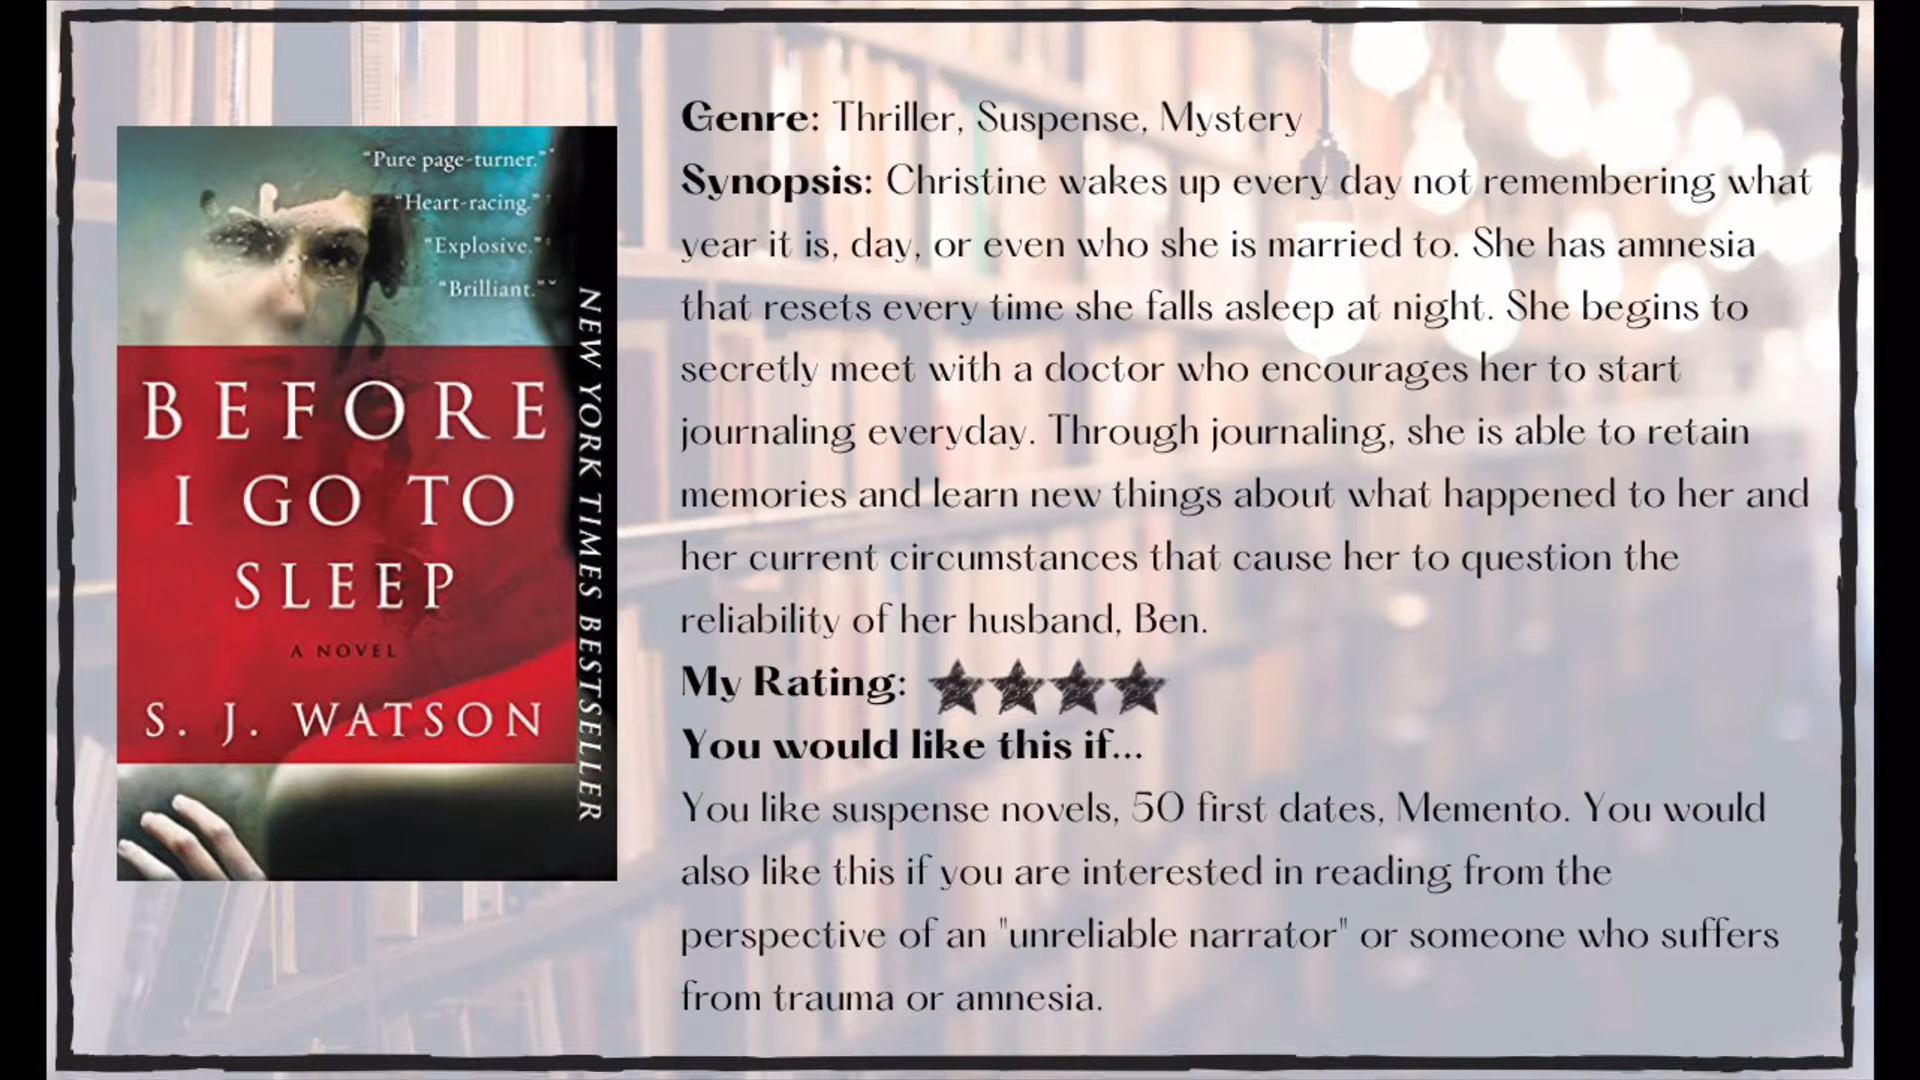 "Pure page-turner."
"Heart-racing."
"Explosive."
"Brilliant."
BEFORE
I GO TO
SLEEP
A NOVEL
S. J. WATSON
NEW YORK TIMES BESTSELLER
Genre: Thriller, Suspense, Mystery
Synopsis: Christine wakes up every day not remembering what
year it is, day, or even who she is married to. She has amnesia
that resets every time she falls asleep at night. She begins to
secretly meet with a doctor who encourages her to start
journaling everyday. Through journaling, she is able to retain
memories and learn new things about what happened to her and
her current circumstances that cause her to question the
reliability of her husband, Ben.
My Rating:
You would like this if...
You like suspense novels, 50 first dates, Memento. You would
also like this if you are interested in reading from the
perspective of an "unreliable narrator" or someone who suffers
from trauma or amnesia.